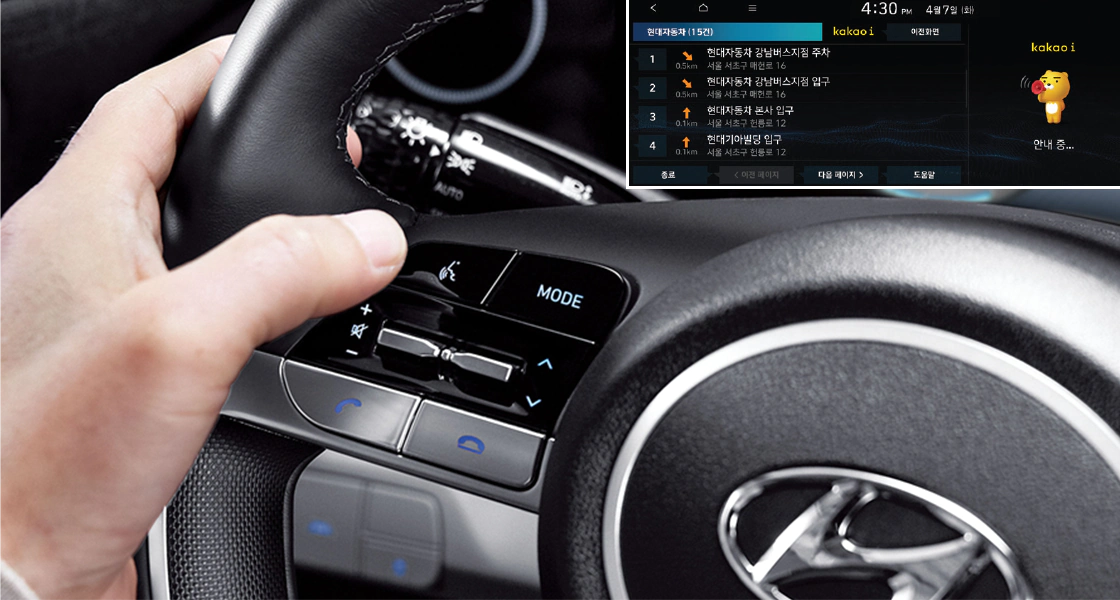 4:30 PM 4월 7일 (화)
현대자동차 (15건) kakao i 이전화면
kakao i
1 현대자동차 강남버스지점 주차
0.5km 서울 서초구 매헌로 16
2 현대자동차 강남버스지점 입구
0.5km 서울 서초구 매헌로 16
3 현대자동차 본사 입구
0.1km 서울 서초구 헌릉로 12
4 현대기아빌딩 입구
0.1km 서울 서초구 헌릉로 12
안내 중...
종료 < 이전 페이지 다음 페이지 > 도움말
AUTO
MODE
+
−